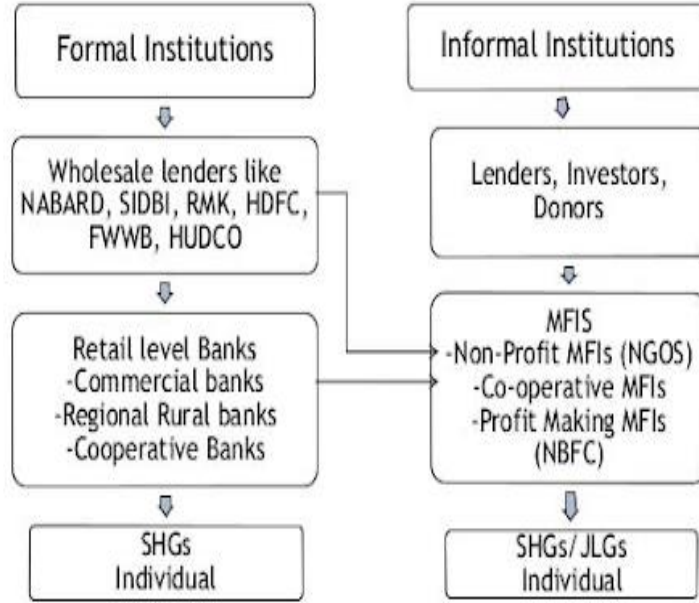 Formal Institutions
Wholesale lenders like
NABARD, SIDBI, RMK, HDFC,
FWWB, HUDCO
Retail level Banks
-Commercial banks
-Regional Rural banks
-Cooperative Banks
SHGs
Individual
Informal Institutions
Lenders, Investors,
Donors
MFIS
-Non-Profit MFIs (NGOS)
-Co-operative MFIs
-Profit Making MFIs
(NBFC)
SHGs/JLGs
Individual